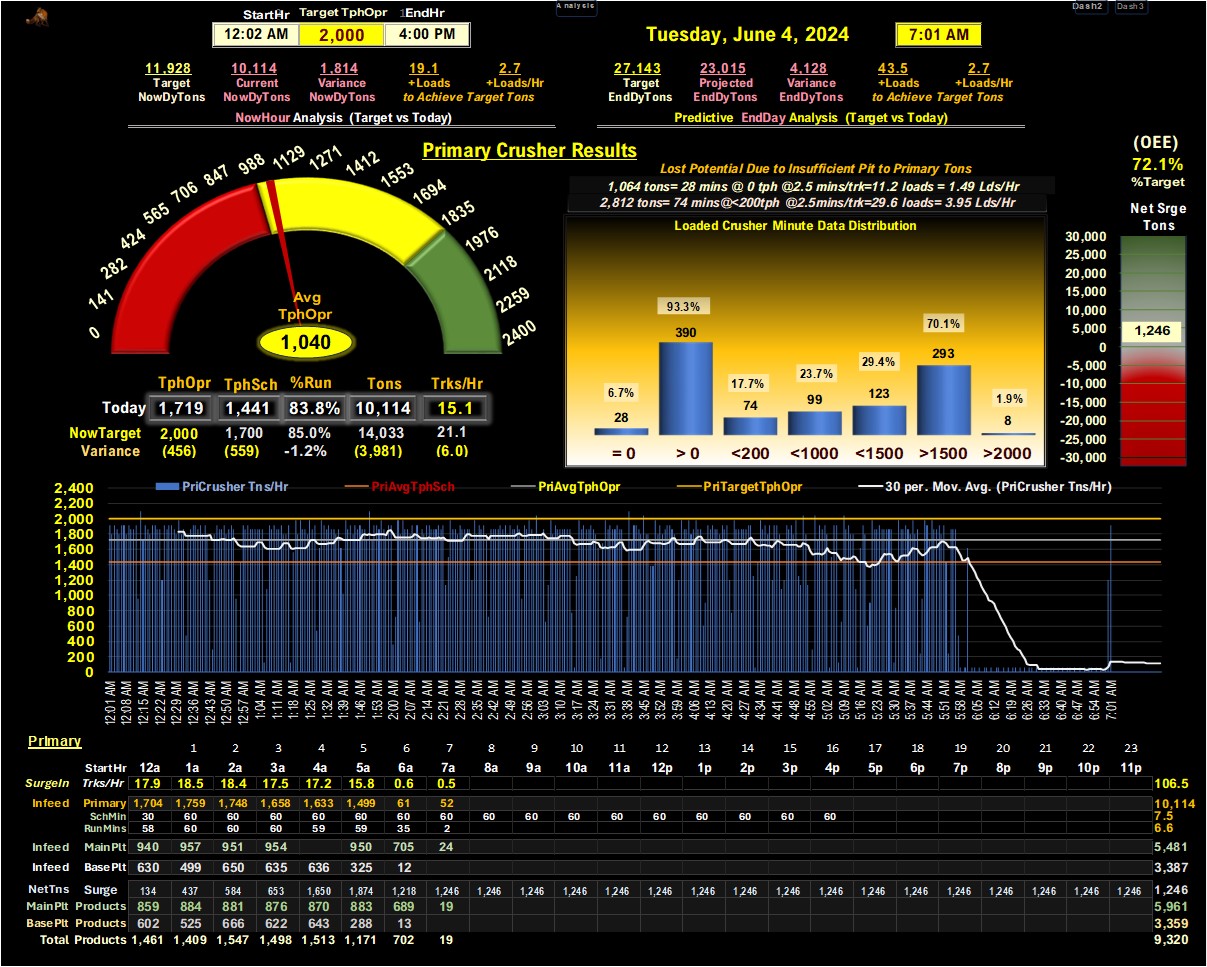 Analysis
Dash2 Dash3
StartHr Target TphOpr 1EndHr
12:02 AM 2,000 4:00 PM
Tuesday, June 4, 2024 7:01 AM
11,928 10,114 1,814 19.1 2.7
Target Current Variance +Loads +Loads/Hr
NowDyTons NowDyTons NowDyTons to Achieve Target Tons
NowHour Analysis (Target vs Today)
27,143 23,015 4,128 43.5 2.7
Target Projected Variance +Loads +Loads/Hr
EndDyTons EndDyTons EndDyTons to Achieve Target Tons
Predictive EndDay Analysis (Target vs Today)
Primary Crusher Results
0 141 282 424 565 706 847 988 1129 1271 1412 1553 1694 1835 1976 2118 2259 2400
Avg
TphOpr
1,040
TphOpr TphSch %Run Tons Trks/Hr
Today 1,719 1,441 83.8% 10,114 15.1
NowTarget 2,000 1,700 85.0% 14,033 21.1
Variance (456) (559) -1.2% (3,981) (6.0)
Lost Potential Due to Insufficient Pit to Primary Tons
1,064 tons= 28 mins @ 0 tph @2.5 mins/trk=11.2 loads = 1.49 Lds/Hr
2,812 tons= 74 mins@<200tph @2.5mins/trk=29.6 loads= 3.95 Lds/Hr
Loaded Crusher Minute Data Distribution
6.7% 93.3% 17.7% 23.7% 29.4% 70.1% 1.9%
28 390 74 99 123 293 8
= 0 > 0 <200 <1000 <1500 >1500 >2000
(OEE)
72.1%
%Target
Net Srge
Tons
30,000
25,000
20,000
15,000
10,000
5,000
0
-5,000
-10,000
-15,000
-20,000
-25,000
-30,000
1,246
PriCrusher Tns/Hr PriAvgTphSch PriAvgTphOpr PriTargetTphOpr 30 per. Mov. Avg. (PriCrusher Tns/Hr)
2,400
2,200
2,000
1,800
1,600
1,400
1,200
1,000
800
600
400
200
0
12:01 AM 12:08 AM 12:15 AM 12:22 AM 12:29 AM 12:36 AM 12:43 AM 12:50 AM 12:57 AM 1:04 AM 1:11 AM 1:18 AM 1:25 AM 1:32 AM 1:39 AM 1:46 AM 1:53 AM 2:00 AM 2:07 AM 2:14 AM 2:21 AM 2:28 AM 2:35 AM 2:42 AM 2:49 AM 2:56 AM 3:03 AM 3:10 AM 3:17 AM 3:24 AM 3:31 AM 3:38 AM 3:45 AM 3:52 AM 3:59 AM 4:06 AM 4:13 AM 4:20 AM 4:27 AM 4:34 AM 4:41 AM 4:48 AM 4:55 AM 5:02 AM 5:09 AM 5:16 AM 5:23 AM 5:30 AM 5:37 AM 5:44 AM 5:51 AM 5:58 AM 6:05 AM 6:12 AM 6:19 AM 6:26 AM 6:33 AM 6:40 AM 6:47 AM 6:54 AM 7:01 AM
Primary 1 2 3 4 5 6 7 8 9 10 11 12 13 14 15 16 17 18 19 20 21 22 23
StartHr 12a 1a 2a 3a 4a 5a 6a 7a 8a 9a 10a 11a 12p 1p 2p 3p 4p 5p 6p 7p 8p 9p 10p 11p
SurgeIn Trks/Hr 17.9 18.5 18.4 17.5 17.2 15.8 0.6 0.5 106.5
Infeed Primary 1,704 1,759 1,748 1,658 1,633 1,499 61 52 10,114
SchMin 30 60 60 60 60 60 60 60 60 60 60 60 60 60 60 60 60 7.5
RunMins 58 60 60 60 59 59 35 2 6.6
Infeed MainPlt 940 957 951 954 950 705 24 5,481
Infeed BasePlt 630 499 650 635 636 325 12 3,387
NetTns Surge 134 437 584 653 1,650 1,874 1,218 1,246 1,246 1,246 1,246 1,246 1,246 1,246 1,246 1,246 1,246 1,246 1,246 1,246 1,246 1,246 1,246 1,246 1,246
MainPlt Products 859 884 881 876 870 883 689 19 5,961
BasePlt Products 602 525 666 622 643 288 13 3,359
Total Products 1,461 1,409 1,547 1,498 1,513 1,171 702 19 9,320